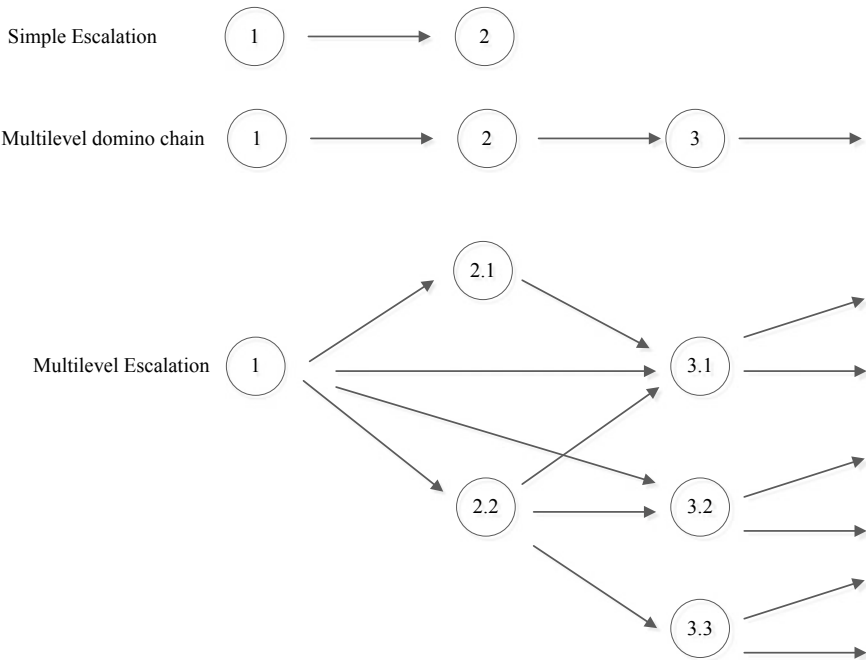 Simple Escalation 1 2
Multilevel domino chain 1 2 3
2.1
Multilevel Escalation 1 3.1
2.2 3.2
3.3